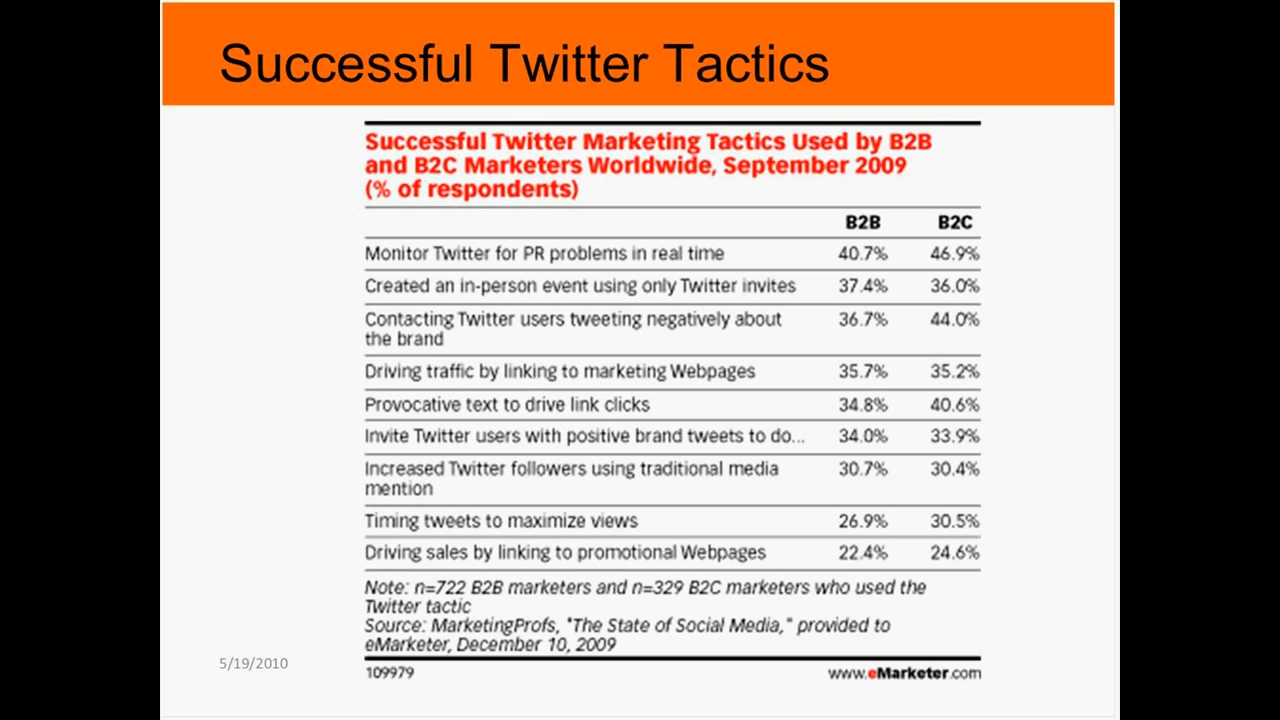 Successful Twitter Tactics
Successful Twitter Marketing Tactics Used by B2B
and B2C Marketers Worldwide, September 2009
(% of respondents)
B2B B2C
Monitor Twitter for PR problems in real time 40.7% 46.9%
Created an in-person event using only Twitter invites 37.4% 36.0%
Contacting Twitter users tweeting negatively about 36.7% 44.0%
the brand
Driving traffic by linking to marketing Webpages 35.7% 35.2%
Provocative text to drive link clicks 34.8% 40.6%
Invite Twitter users with positive brand tweets to do... 34.0% 33.9%
Increased Twitter followers using traditional media 30.7% 30.4%
mention
Timing tweets to maximize views 26.9% 30.5%
Driving sales by linking to promotional Webpages 22.4% 24.6%
Note: n=722 B2B marketers and n=329 B2C marketers who used the
Twitter tactic
Source: MarketingProfs, "The State of Social Media," provided to
eMarketer, December 10, 2009
5/19/2010
109979 www.eMarketer.com